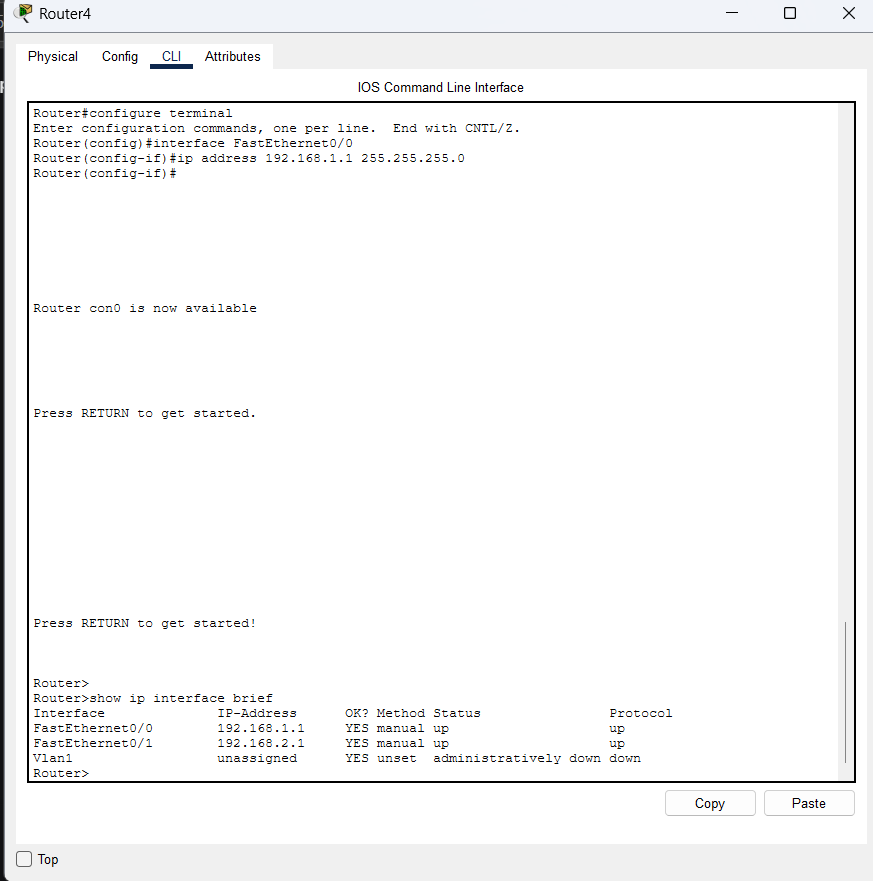 Router4
Physical Config CLI Attributes
IOS Command Line Interface
Router#configure terminal
Enter configuration commands, one per line.  End with CNTL/Z.
Router(config)#interface FastEthernet0/0
Router(config-if)#ip address 192.168.1.1 255.255.255.0
Router(config-if)#
Router con0 is now available
Press RETURN to get started.
Press RETURN to get started!
Router>
Router>show ip interface brief
Interface              IP-Address      OK? Method Status                Protocol
FastEthernet0/0        192.168.1.1     YES manual up                    up
FastEthernet0/1        192.168.2.1     YES manual up                    up
Vlan1                  unassigned      YES unset  administratively down down
Router>
Copy Paste
Top